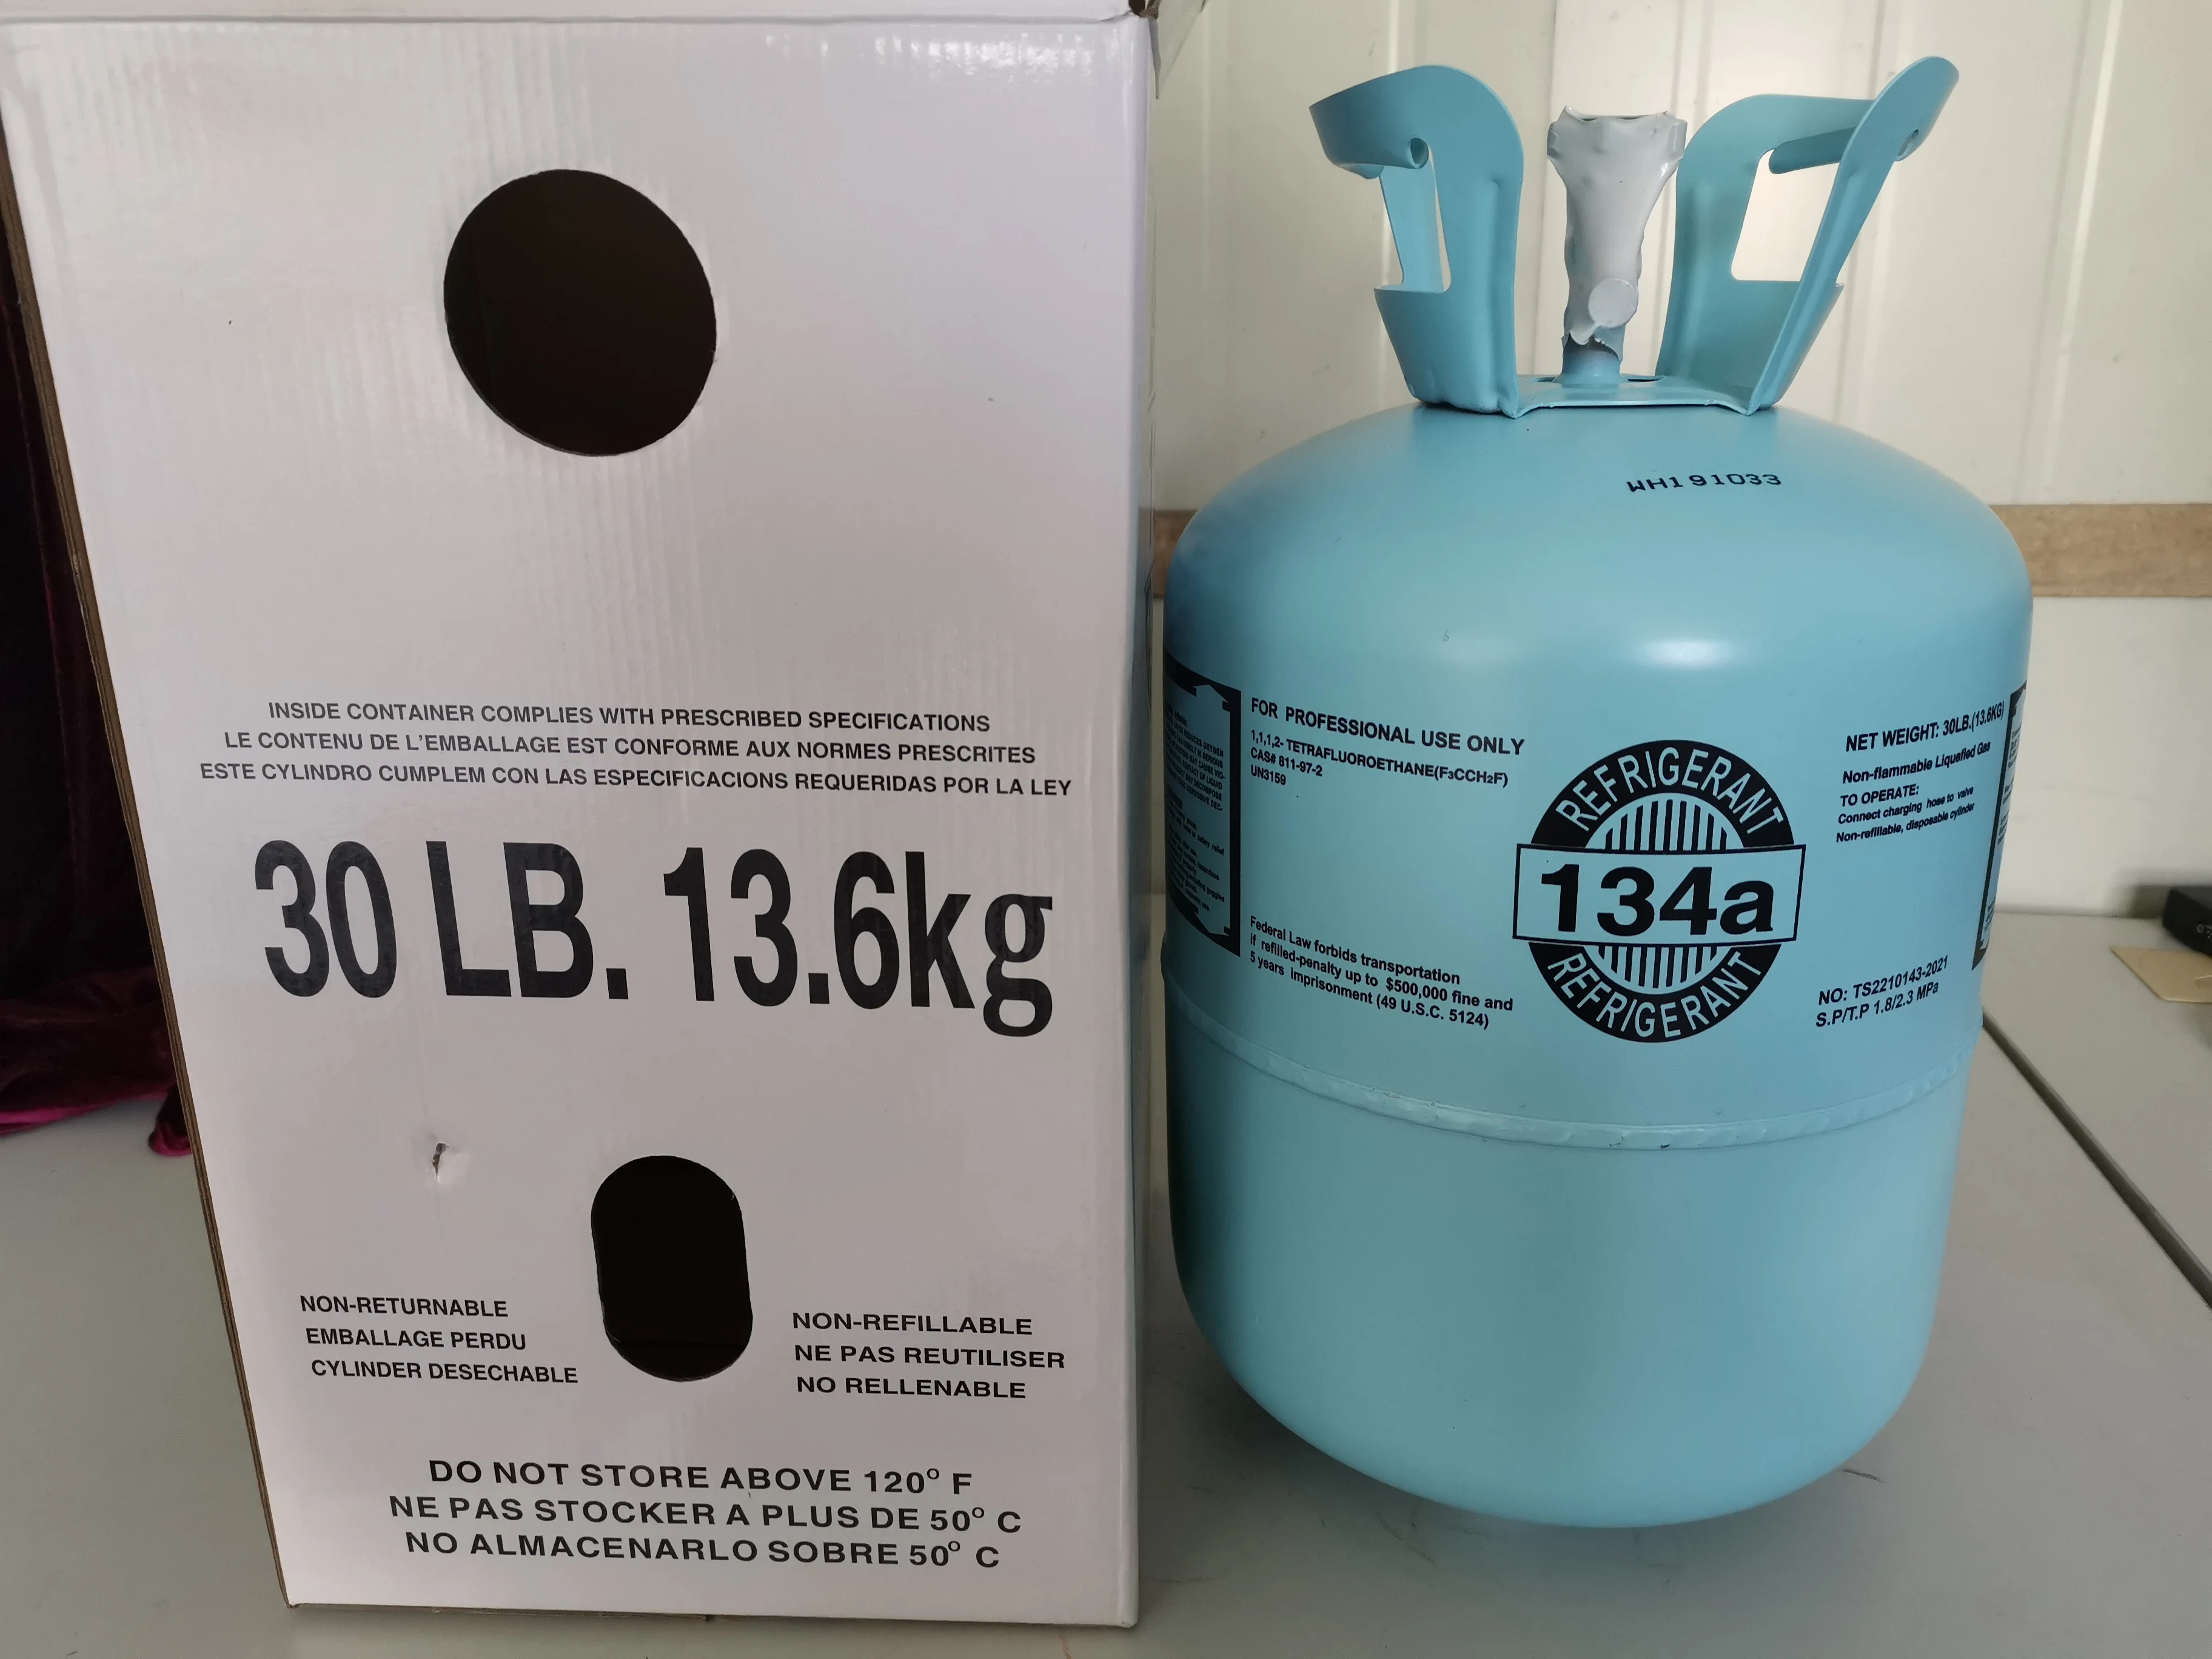 INSIDE CONTAINER COMPLIES WITH PRESCRIBED SPECIFICATIONS
LE CONTENU DE L'EMBALLAGE EST CONFORME AUX NORMES PRESCRITES
ESTE CYLINDRO CUMPLEM CON LAS ESPECIFICACIONS REQUERIDAS POR LA LEY
30 LB. 13.6kg
NON-RETURNABLE
EMBALLAGE PERDU
CYLINDER DESECHABLE
NON-REFILLABLE
NE PAS REUTILISER
NO RELLENABLE
DO NOT STORE ABOVE 120° F
NE PAS STOCKER A PLUS DE 50° C
NO ALMACENARLO SOBRE 50° C
WH191033
FOR PROFESSIONAL USE ONLY
1,1,1,2- TETRAFLUOROETHANE(F₃CCH₂F)
CAS# 811-97-2
UN3159
Federal Law forbids transportation
if refilled-penalty up to $500,000 fine and
5 years imprisonment (49 U.S.C. 5124)
REFRIGERANT
134a
REFRIGERANT
NET WEIGHT: 30LB.(13.6KG)
Non-flammable Liquefied Gas
TO OPERATE:
Connect charging hose to valve
Non-refillable, disposable cylinder
NO: TS2210143-2021
S.P/T.P 1.8/2.3 MPa